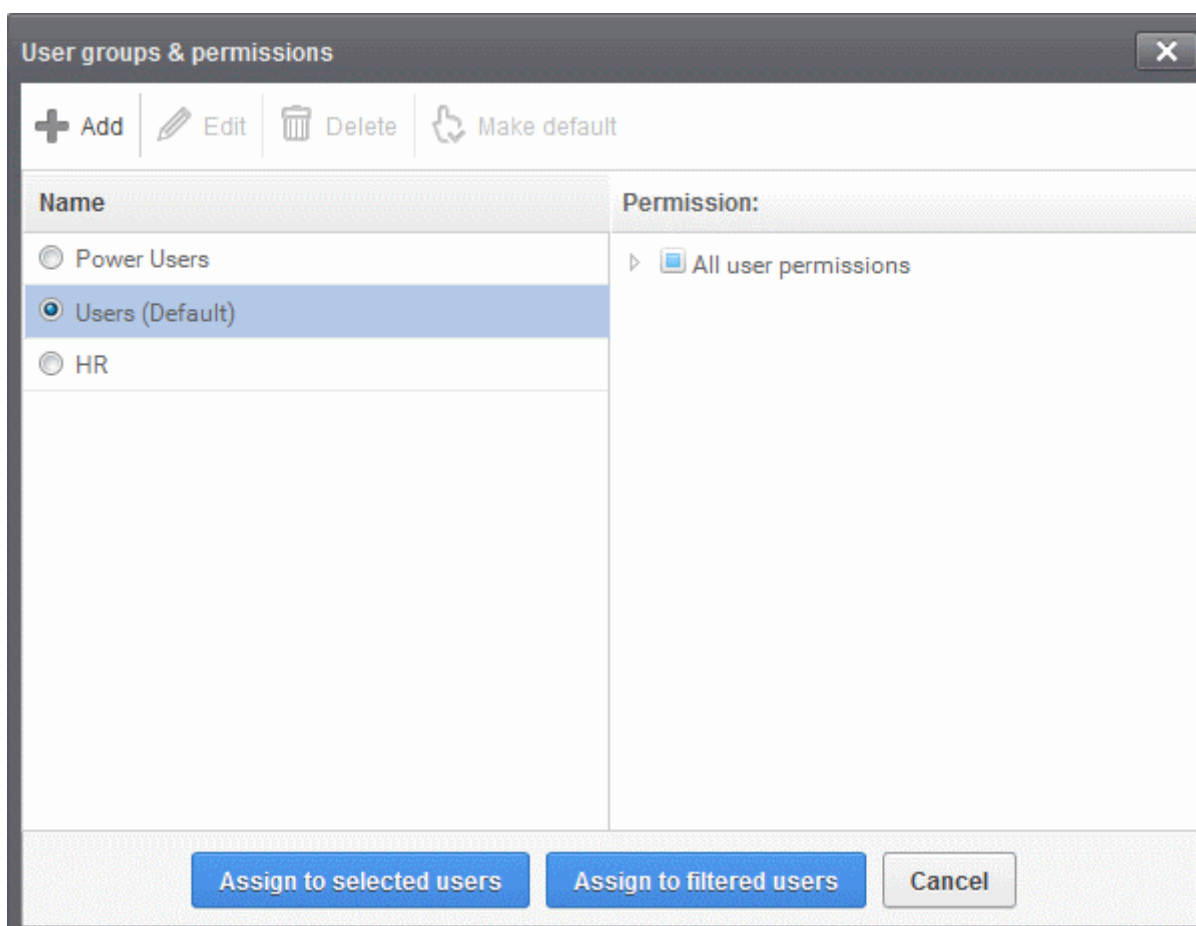 User groups & permissions
Add Edit Delete Make default
Name Permission:
Power Users All user permissions
Users (Default)
HR
Assign to selected users Assign to filtered users Cancel